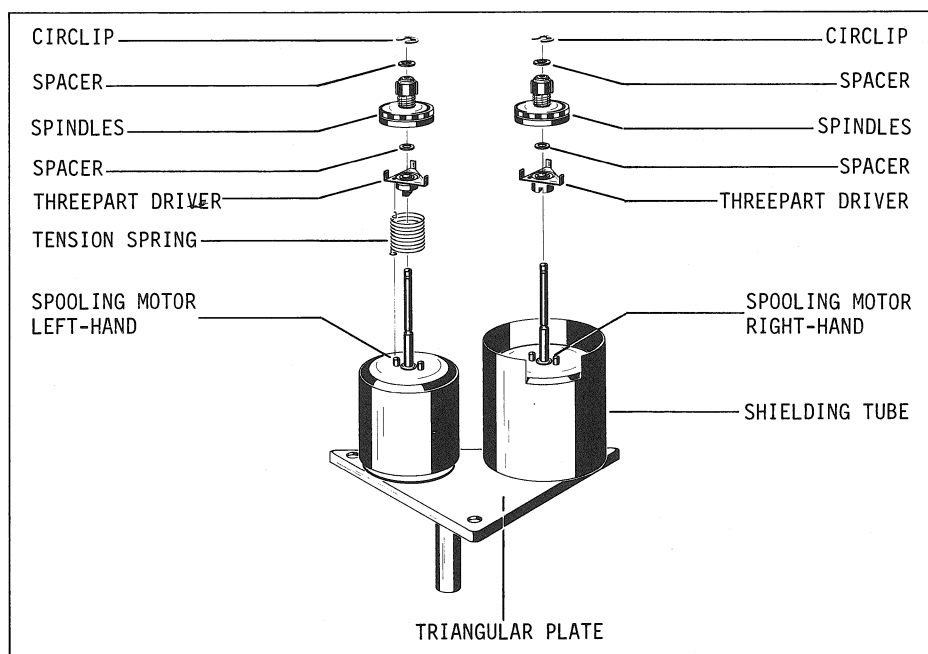 CIRCLIP
SPACER
SPINDLES
SPACER
THREEPART DRIVER
TENSION SPRING
SPOOLING MOTOR
LEFT-HAND
CIRCLIP
SPACER
SPINDLES
SPACER
THREEPART DRIVER
SPOOLING MOTOR
RIGHT-HAND
SHIELDING TUBE
TRIANGULAR PLATE